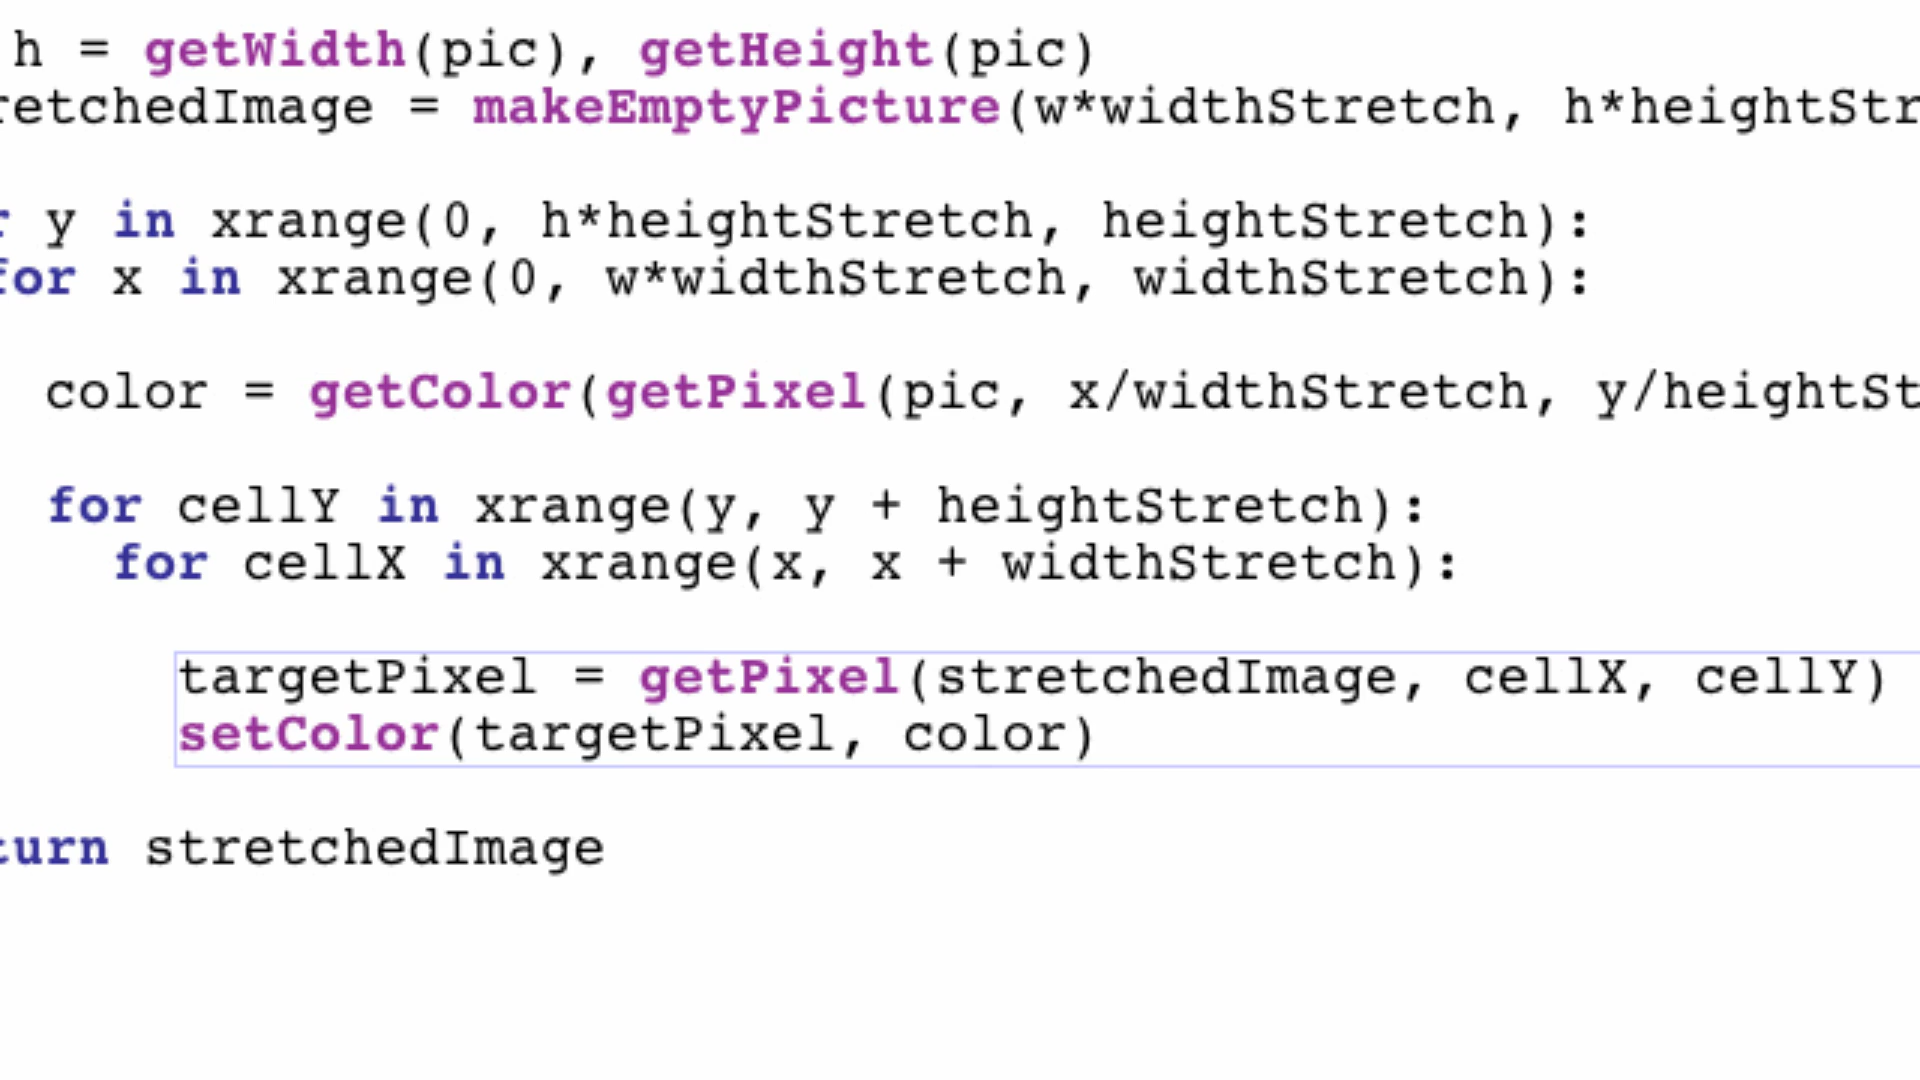 h = getWidth(pic), getHeight(pic)
retchedImage = makeEmptyPicture(w*widthStretch, h*heightStr
r y in xrange(0, h*heightStretch, heightStretch):
for x in xrange(0, w*widthStretch, widthStretch):
color = getColor(getPixel(pic, x/widthStretch, y/heightSt
for cellY in xrange(y, y + heightStretch):
for cellX in xrange(x, x + widthStretch):
targetPixel = getPixel(stretchedImage, cellX, cellY)
setColor(targetPixel, color)
turn stretchedImage